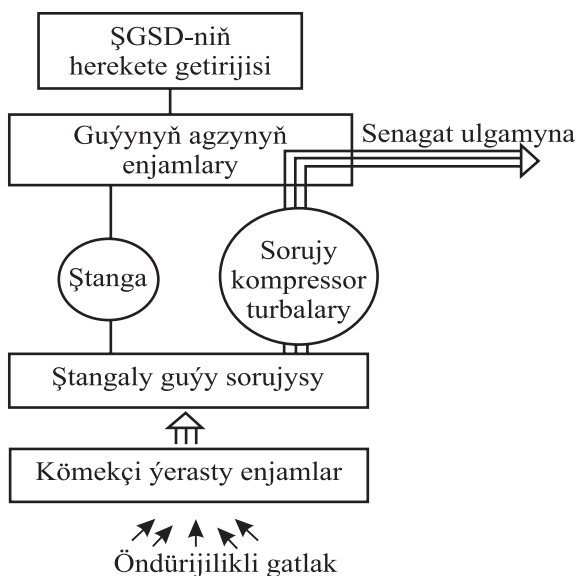 ŞGSD-niň
herekete getirijisi
Guýynyň agzynyň
enjamlary
Senagat ulgamyna
Ştanga
Sorujy
kompressor
turbalary
Ştangaly guýy sorujysy
Kömekçi ýerasty enjamlar
Öndürijilikli gatlak